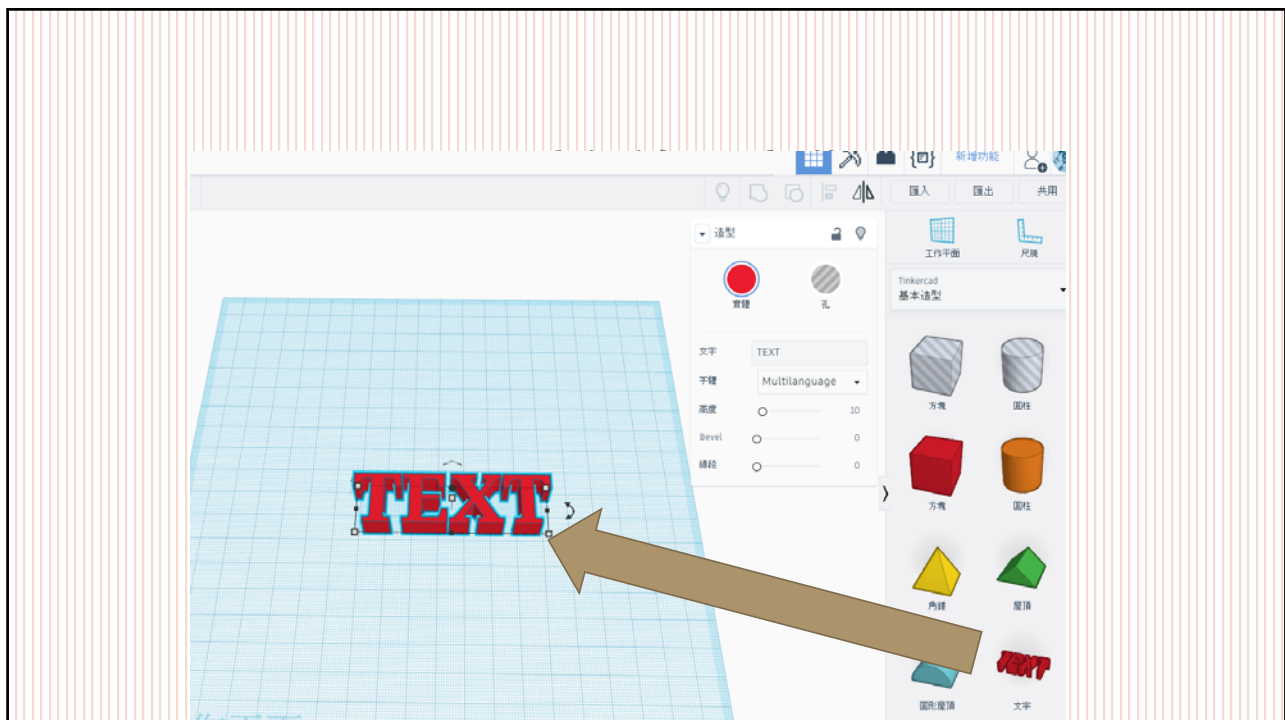 新增功能
匯入
匯出
共用
造型
實體
孔
文字
TEXT
字體
Multilanguage
高度
10
Bevel
0
線段
0
工作平面
尺規
Tinkercad
基本造型
方塊
圓柱
方塊
圓柱
角錐
屋頂
圓形屋頂
文字
TEXT
TEXT